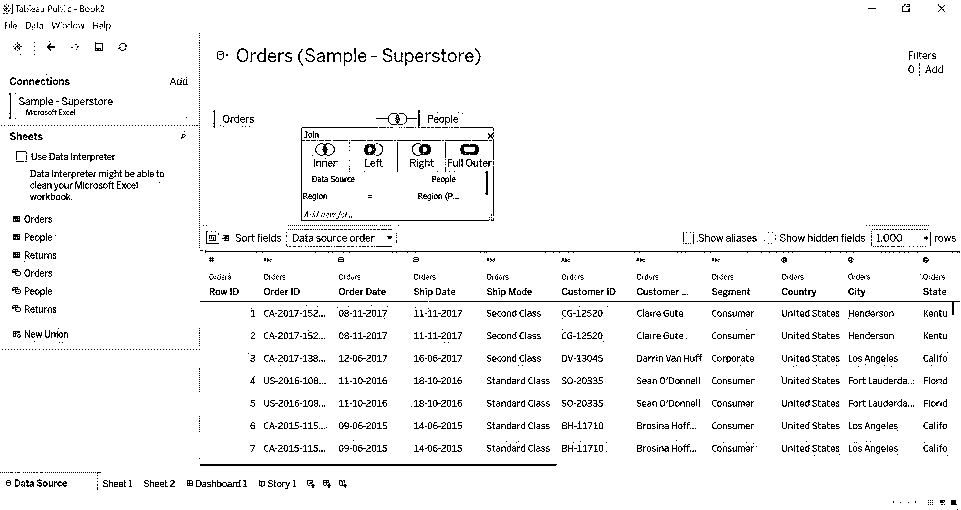 Tableau Public - Book2
File Data Window Help
Connections Add
Sample - Superstore
Microsoft Excel
Sheets
Use Data Interpreter
Data Interpreter might be able to
clean your Microsoft Excel
workbook.
Orders
People
Returns
Orders
People
Returns
New Union
Orders (Sample - Superstore)
Filters
0 | Add
Orders People
Join
Inner Left Right Full Outer
Data Source People
Region = Region (P...
Add new join...
Sort fields Data source order Show aliases Show hidden fields 1,000 rows
# Abc Abc Abc Abc Abc
Orders Orders Orders Orders Orders Orders Orders Orders Orders Orders Orders
Row ID Order ID Order Date Ship Date Ship Mode Customer ID Customer ... Segment Country City State
1 CA-2017-152... 08-11-2017 11-11-2017 Second Class CG-12520 Claire Gute Consumer United States Henderson Kentu
2 CA-2017-152... 08-11-2017 11-11-2017 Second Class CG-12520 Claire Gute Consumer United States Henderson Kentu
3 CA-2017-138... 12-06-2017 16-06-2017 Second Class DV-13045 Darrin Van Huff Corporate United States Los Angeles Califo
4 US-2016-108... 11-10-2016 18-10-2016 Standard Class SO-20335 Sean O'Donnell Consumer United States Fort Lauderda... Florid
5 US-2016-108... 11-10-2016 18-10-2016 Standard Class SO-20335 Sean O'Donnell Consumer United States Fort Lauderda... Florid
6 CA-2015-115... 09-06-2015 14-06-2015 Standard Class BH-11710 Brosina Hoff... Consumer United States Los Angeles Califo
7 CA-2015-115... 09-06-2015 14-06-2015 Standard Class BH-11710 Brosina Hoff... Consumer United States Los Angeles Califo
Data Source Sheet 1 Sheet 2 Dashboard 1 Story 1